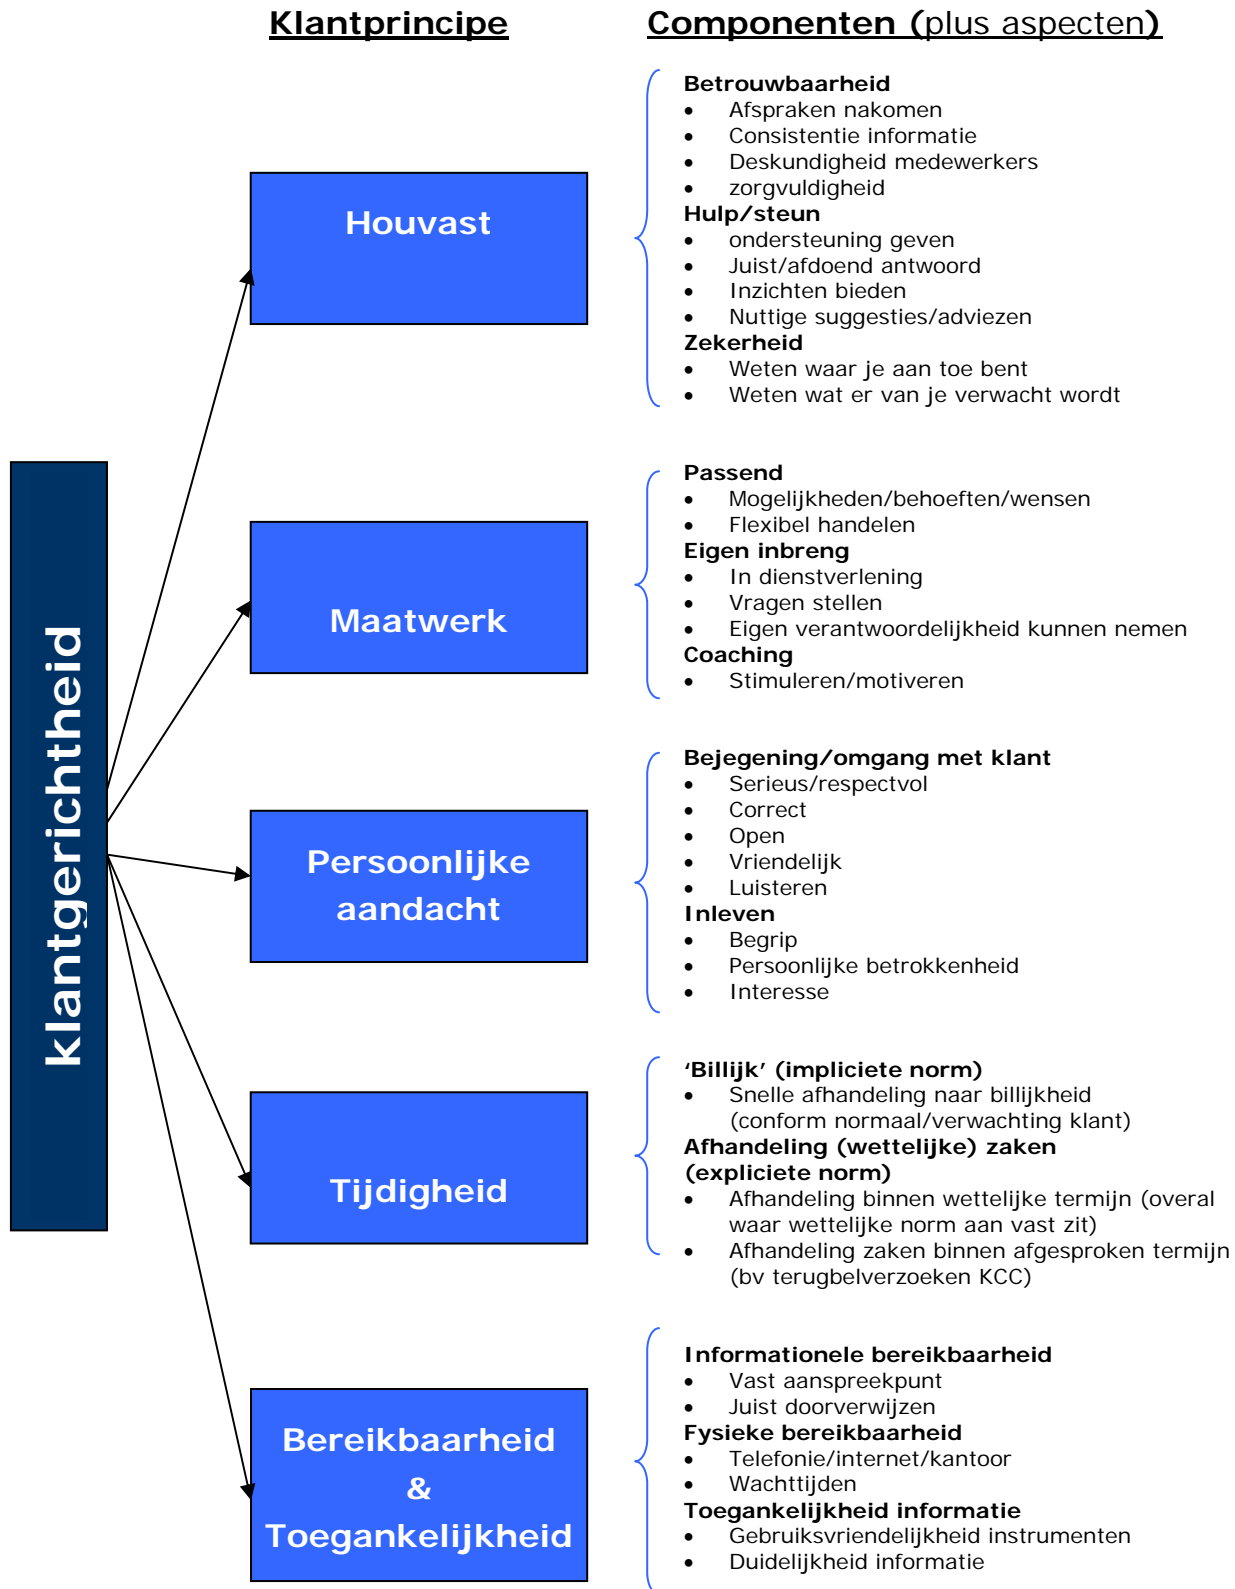 Klantprincipe
Componenten (plus aspecten)
klantgerichtheid
Houvast
Betrouwbaarheid
• Afspraken nakomen
• Consistentie informatie
• Deskundigheid medewerkers
• zorgvuldigheid
Hulp/steun
• ondersteuning geven
• Juist/afdoend antwoord
• Inzichten bieden
• Nuttige suggesties/adviezen
Zekerheid
• Weten waar je aan toe bent
• Weten wat er van je verwacht wordt
Maatwerk
Passend
• Mogelijkheden/behoeften/wensen
• Flexibel handelen
Eigen inbreng
• In dienstverlening
• Vragen stellen
• Eigen verantwoordelijkheid kunnen nemen
Coaching
• Stimuleren/motiveren
Persoonlijke
aandacht
Bejegening/omgang met klant
• Serieus/respectvol
• Correct
• Open
• Vriendelijk
• Luisteren
Inleven
• Begrip
• Persoonlijke betrokkenheid
• Interesse
Tijdigheid
‘Billijk’ (impliciete norm)
• Snelle afhandeling naar billijkheid
(conform normaal/verwachting klant)
Afhandeling (wettelijke) zaken
(expliciete norm)
• Afhandeling binnen wettelijke termijn (overal
waar wettelijke norm aan vast zit)
• Afhandeling zaken binnen afgesproken termijn
(bv terugbelverzoeken KCC)
Bereikbaarheid
&
Toegankelijkheid
Informationele bereikbaarheid
• Vast aanspreekpunt
• Juist doorverwijzen
Fysieke bereikbaarheid
• Telefonie/internet/kantoor
• Wachttijden
Toegankelijkheid informatie
• Gebruiksvriendelijkheid instrumenten
• Duidelijkheid informatie